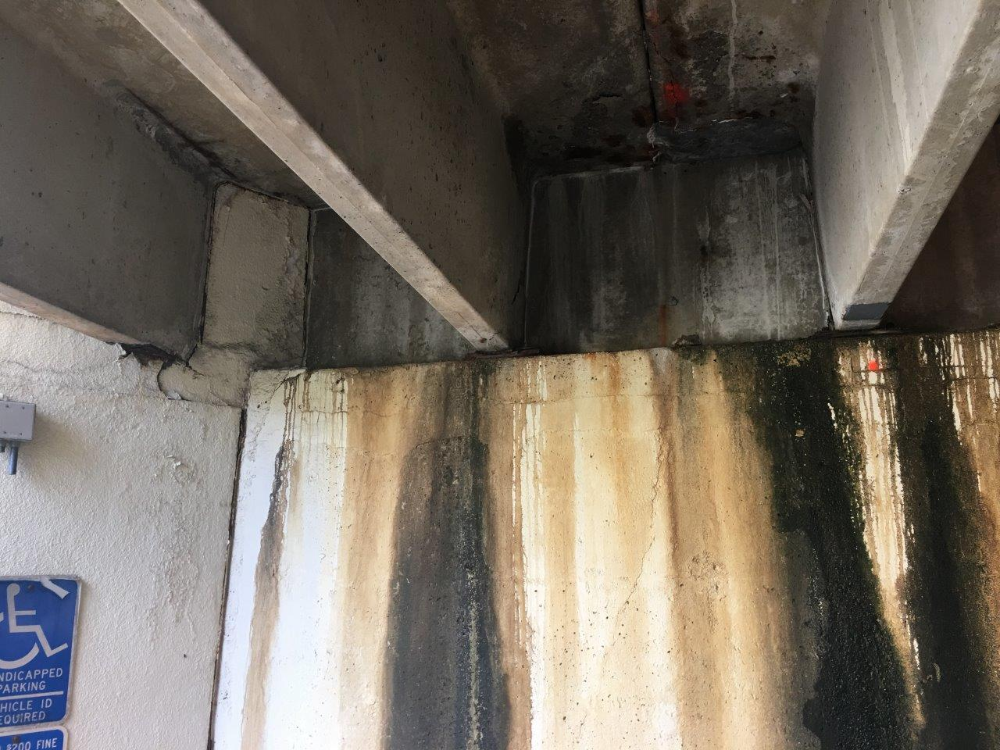 NDICAPPED
PARKING
HICLE ID
EQUIRED
$200 FINE